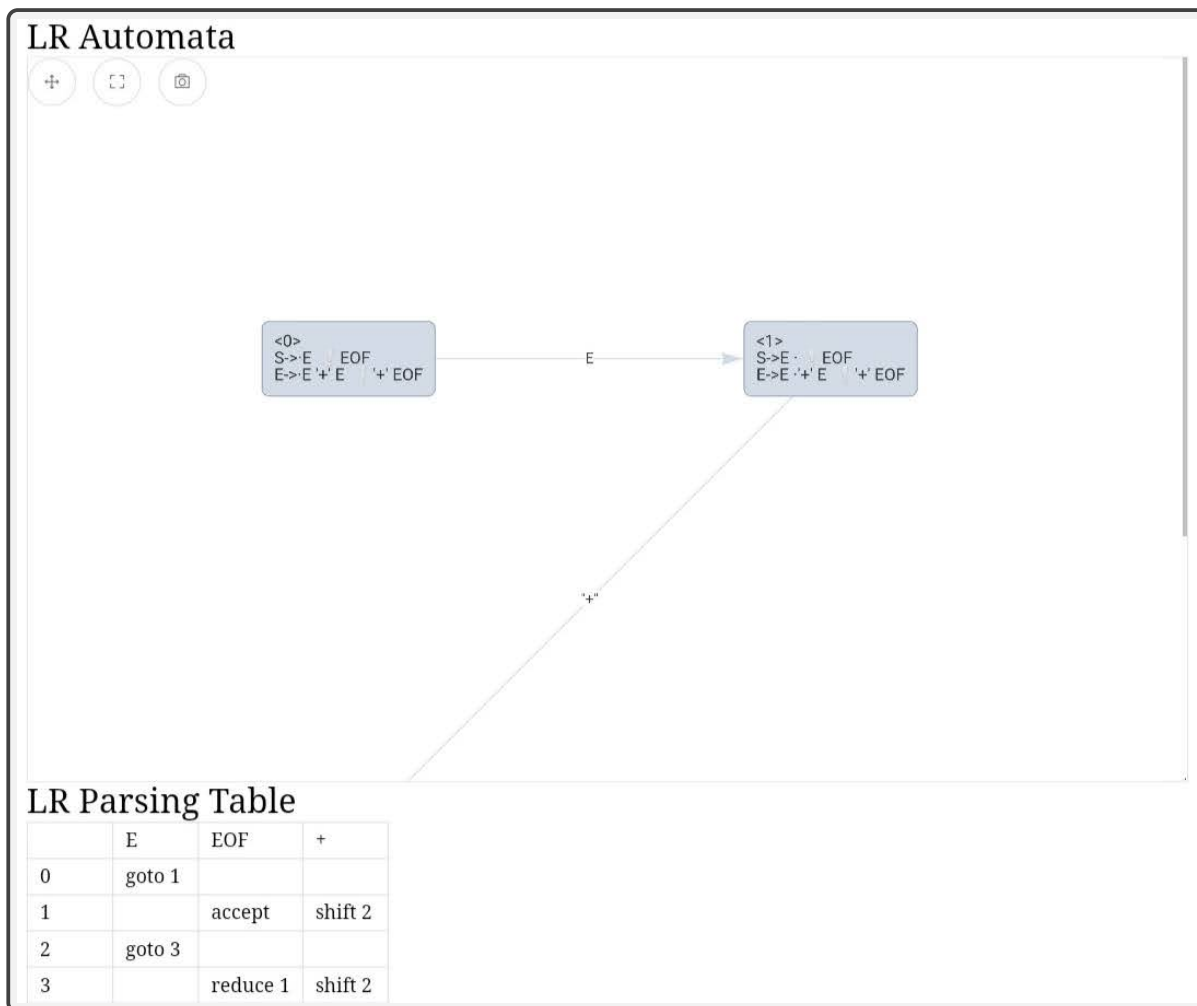 LR Automata
<0>
S->·E ❕ EOF
E->·E '+' E ❕ '+' EOF
E
<1>
S->E · ❕ EOF
E->E ·'+' E ❕ '+' EOF
"+"
LR Parsing Table
E EOF +
0 goto 1
1 accept shift 2
2 goto 3
3 reduce 1 shift 2